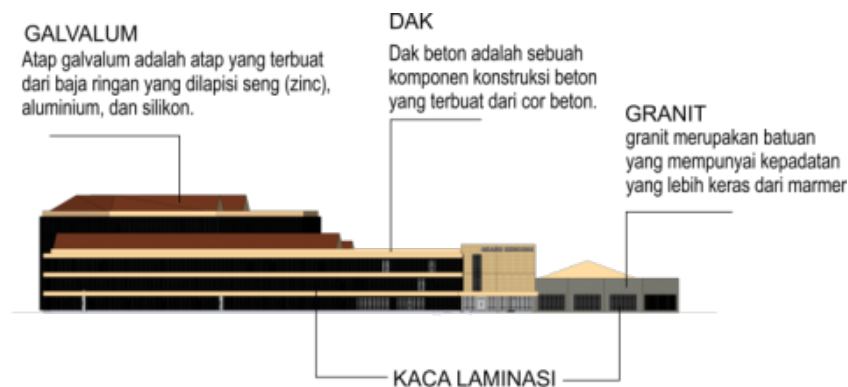 GALVALUM
Atap galvalum adalah atap yang terbuat
dari baja ringan yang dilapisi seng (zinc),
aluminium, dan silikon.
DAK
Dak beton adalah sebuah
komponen konstruksi beton
yang terbuat dari cor beton.
GRANIT
granit merupakan batuan
yang mempunyai kepadatan
yang lebih keras dari marmer
KACA LAMINASI